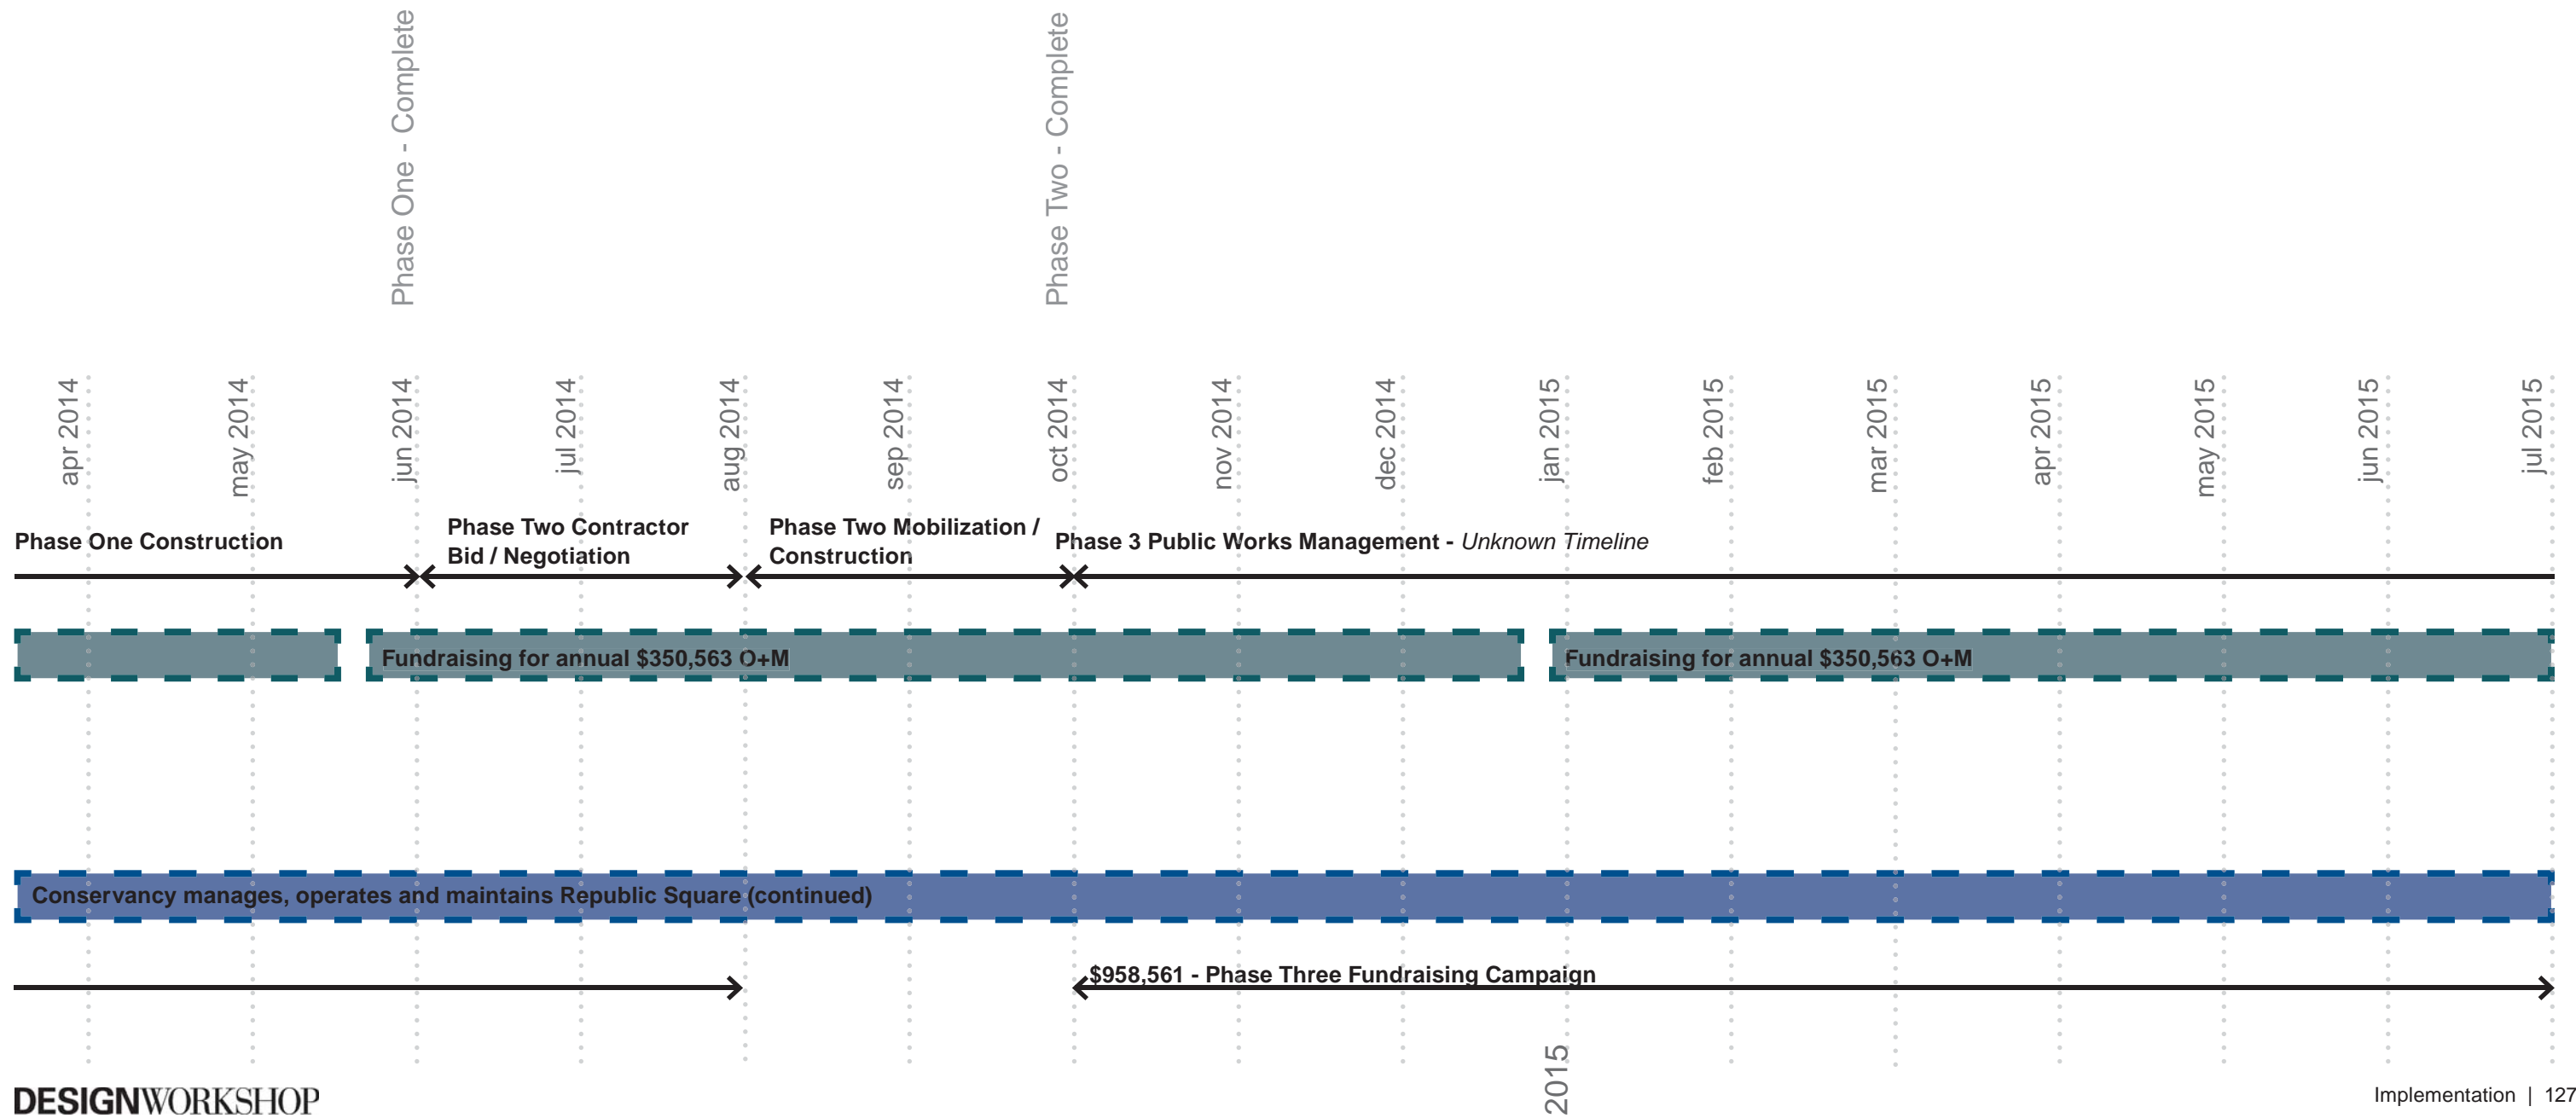 Phase One - Complete
Phase Two - Complete
apr 2014
may 2014
jun 2014
jul 2014
aug 2014
sep 2014
oct 2014
nov 2014
dec 2014
jan 2015
feb 2015
mar 2015
apr 2015
may 2015
jun 2015
jul 2015
Phase One Construction
Phase Two Contractor
Bid / Negotiation
Phase Two Mobilization /
Construction
Phase 3 Public Works Management - Unknown Timeline
Fundraising for annual $350,563 O+M
Fundraising for annual $350,563 O+M
Conservancy manages, operates and maintains Republic Square (continued)
$958,561 - Phase Three Fundraising Campaign
2015
DESIGNWORKSHOP
Implementation | 127